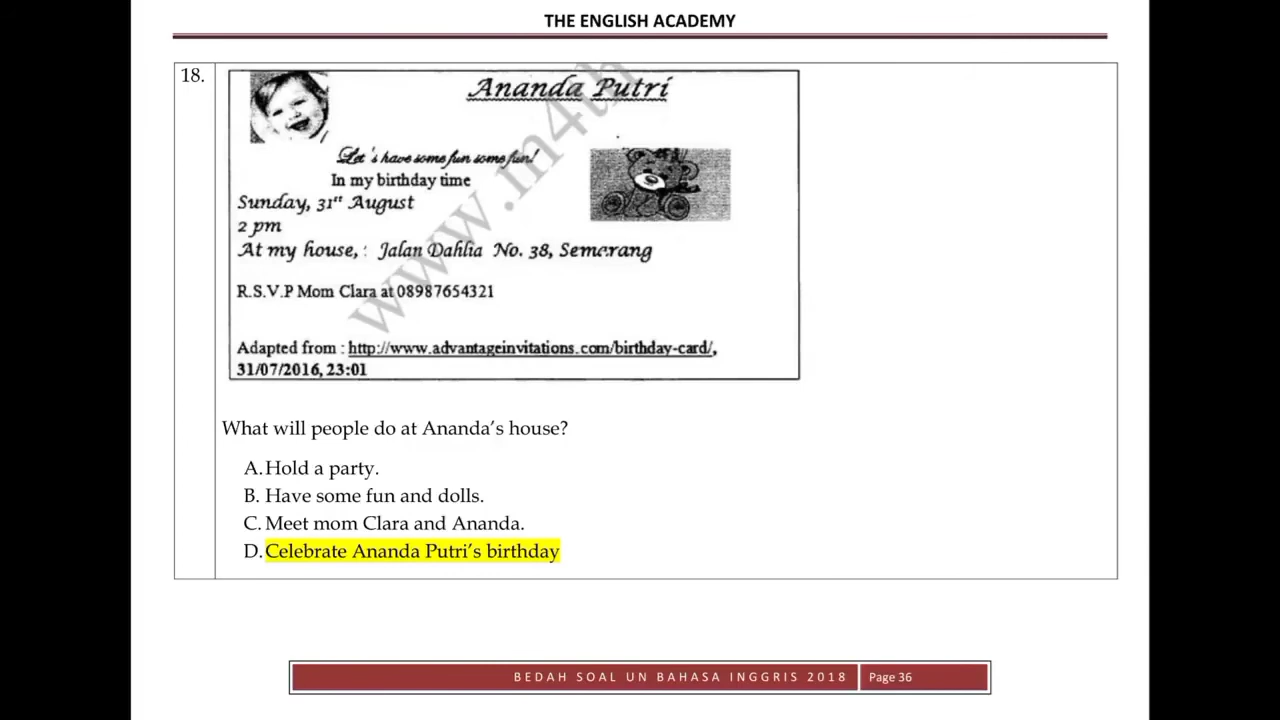 THE ENGLISH ACADEMY
18.
Ananda Putri
Let's have some fun some fun!
In my birthday time
Sunday, 31st August
2 pm
At my house, : Jalan Dahlia No. 38, Semarang
R.S.V.P Mom Clara at 08987654321
Adapted from : http://www.advantageinvitations.com/birthday-card/,
31/07/2016, 23:01
www.m4th
What will people do at Ananda's house?
A. Hold a party.
B. Have some fun and dolls.
C. Meet mom Clara and Ananda.
D. Celebrate Ananda Putri's birthday
BEDAH SOAL UN BAHASA INGGRIS 2018 Page 36